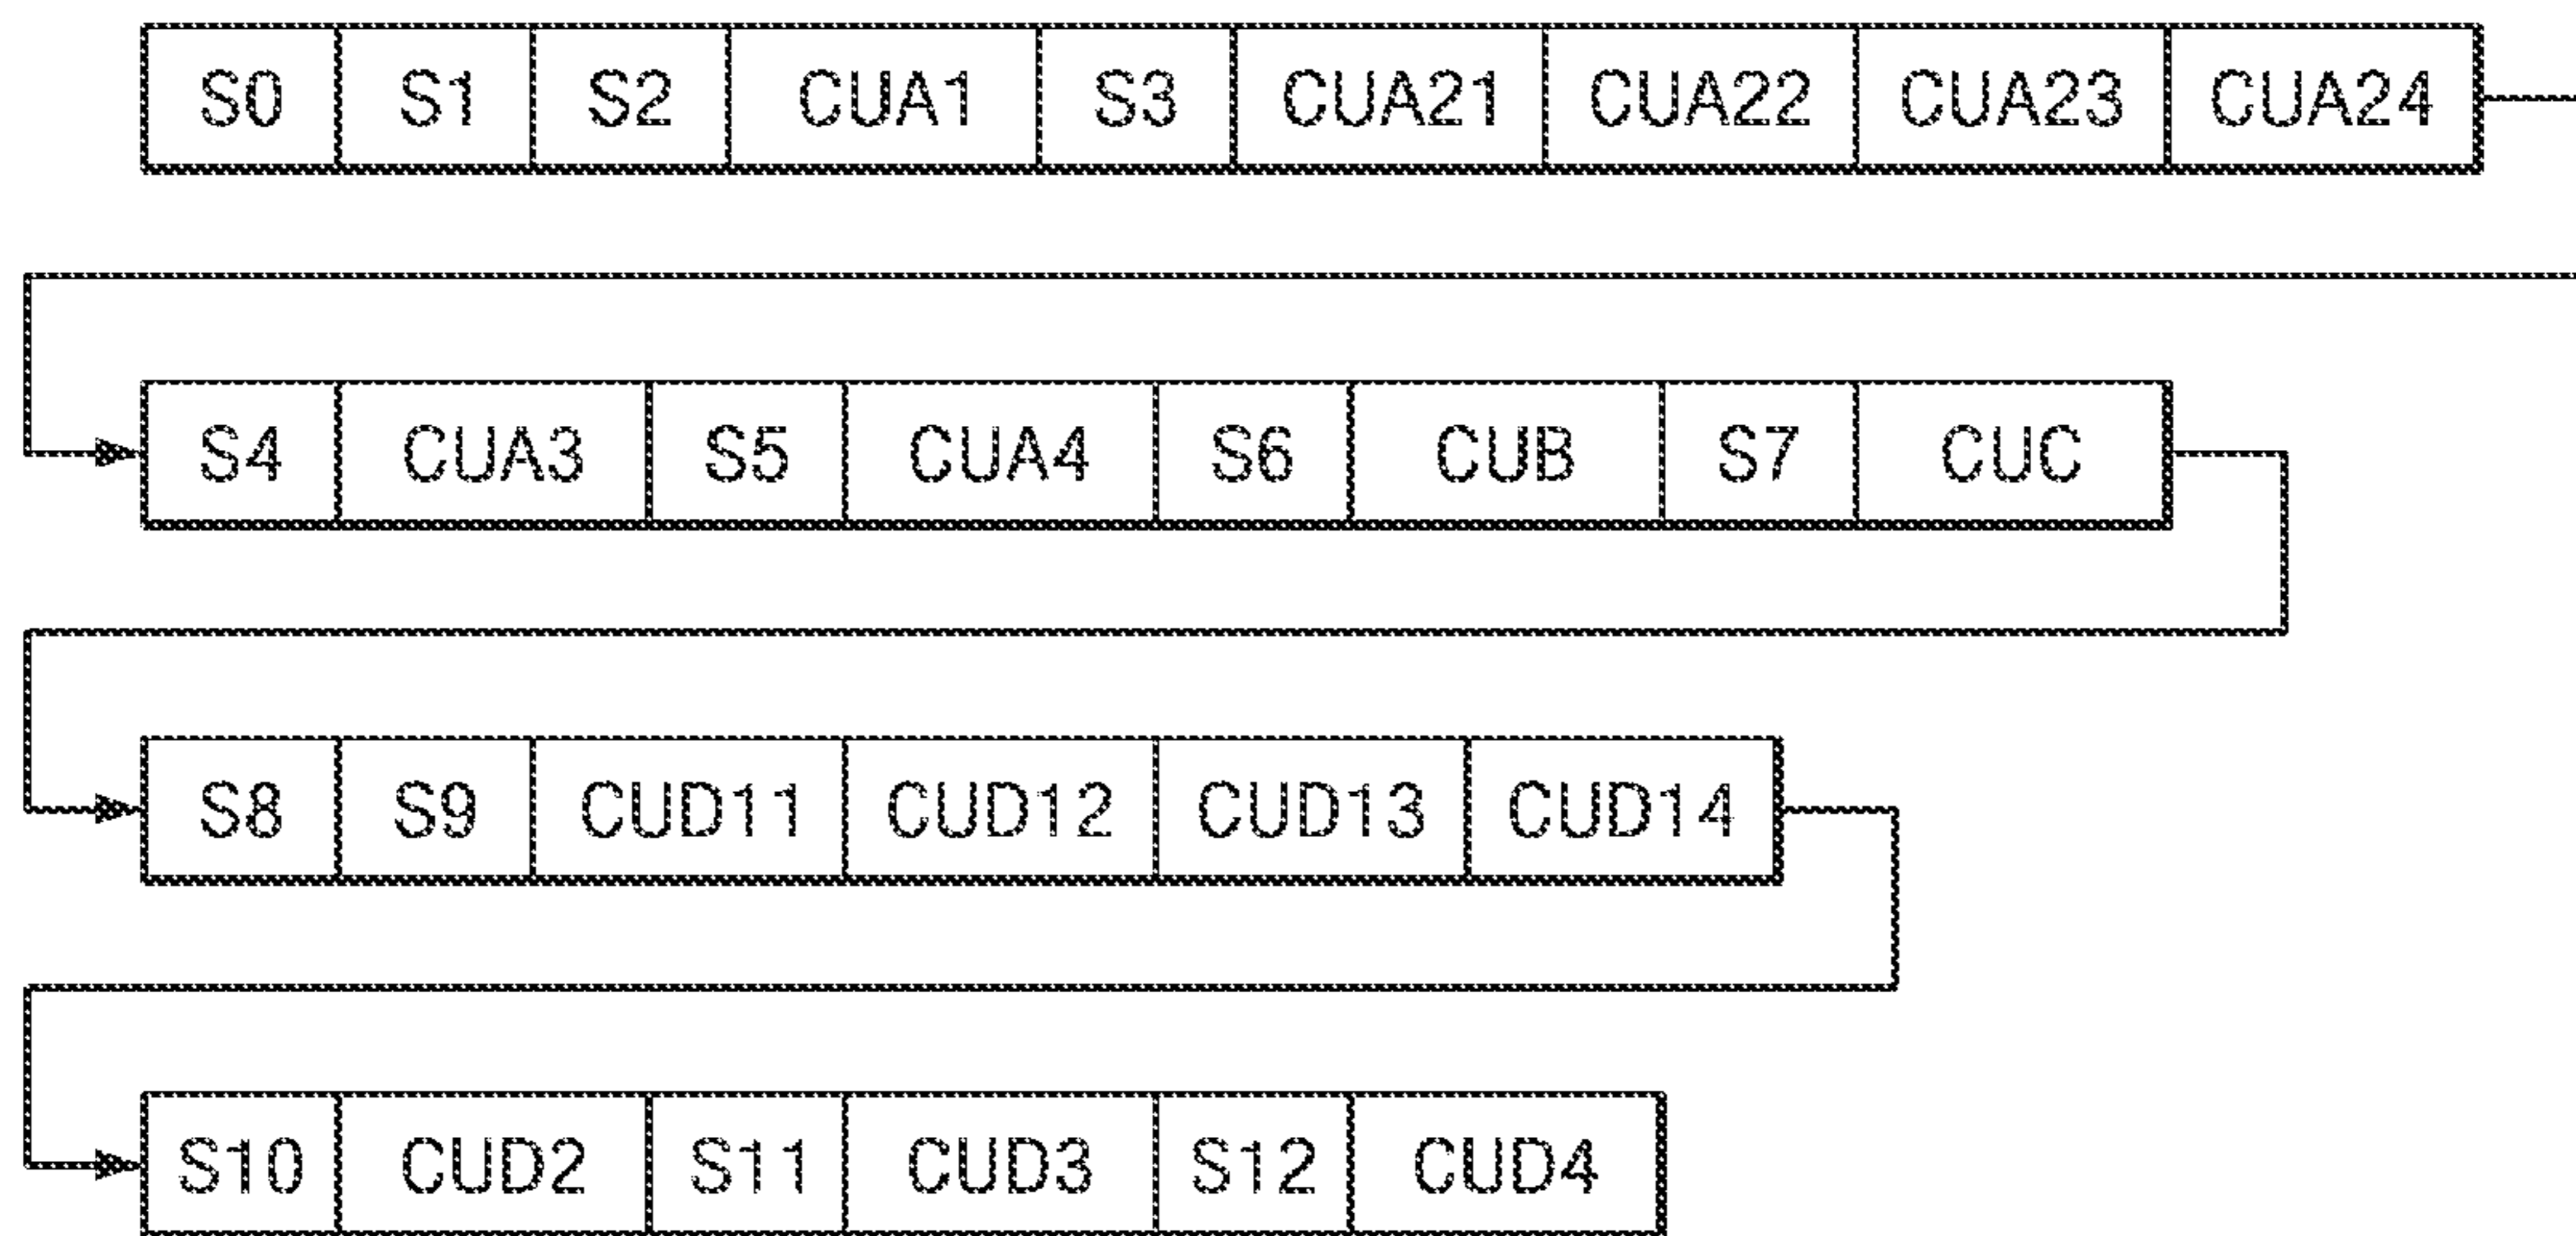 S0 S1 S2 CUA1 S3 CUA21 CUA22 CUA23 CUA24
S4 CUA3 S5 CUA4 S6 CUB S7 CUC
S8 S9 CUD11 CUD12 CUD13 CUD14
S10 CUD2 S11 CUD3 S12 CUD4